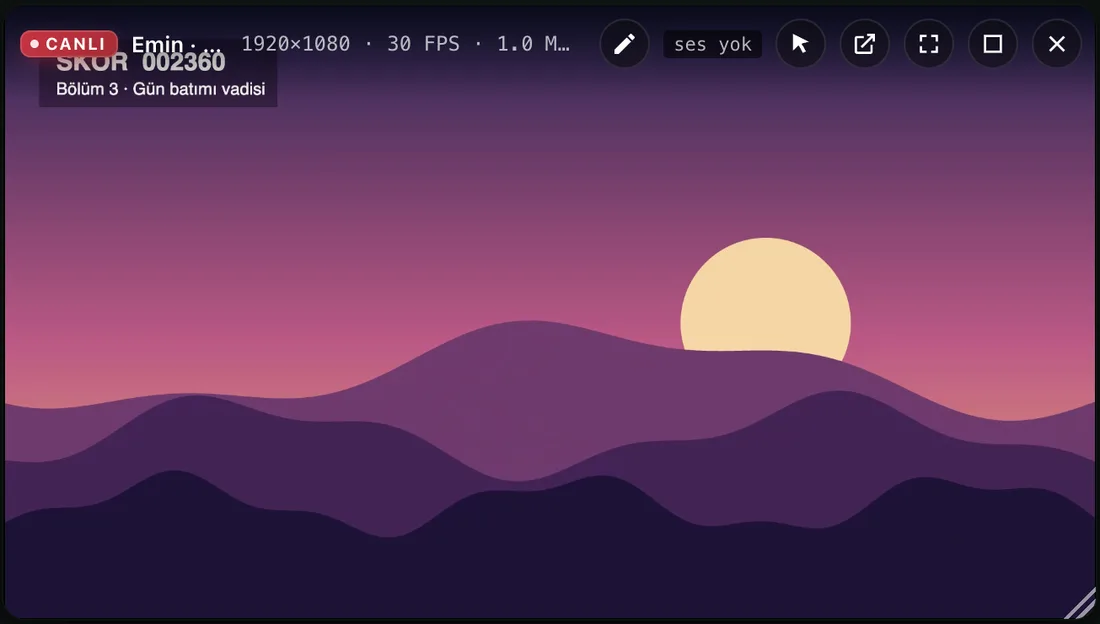 CANLI Emin · … 1920×1080 · 30 FPS · 1.0 M… ses yok
SKOR 002360
Bölüm 3 · Gün batımı vadisi